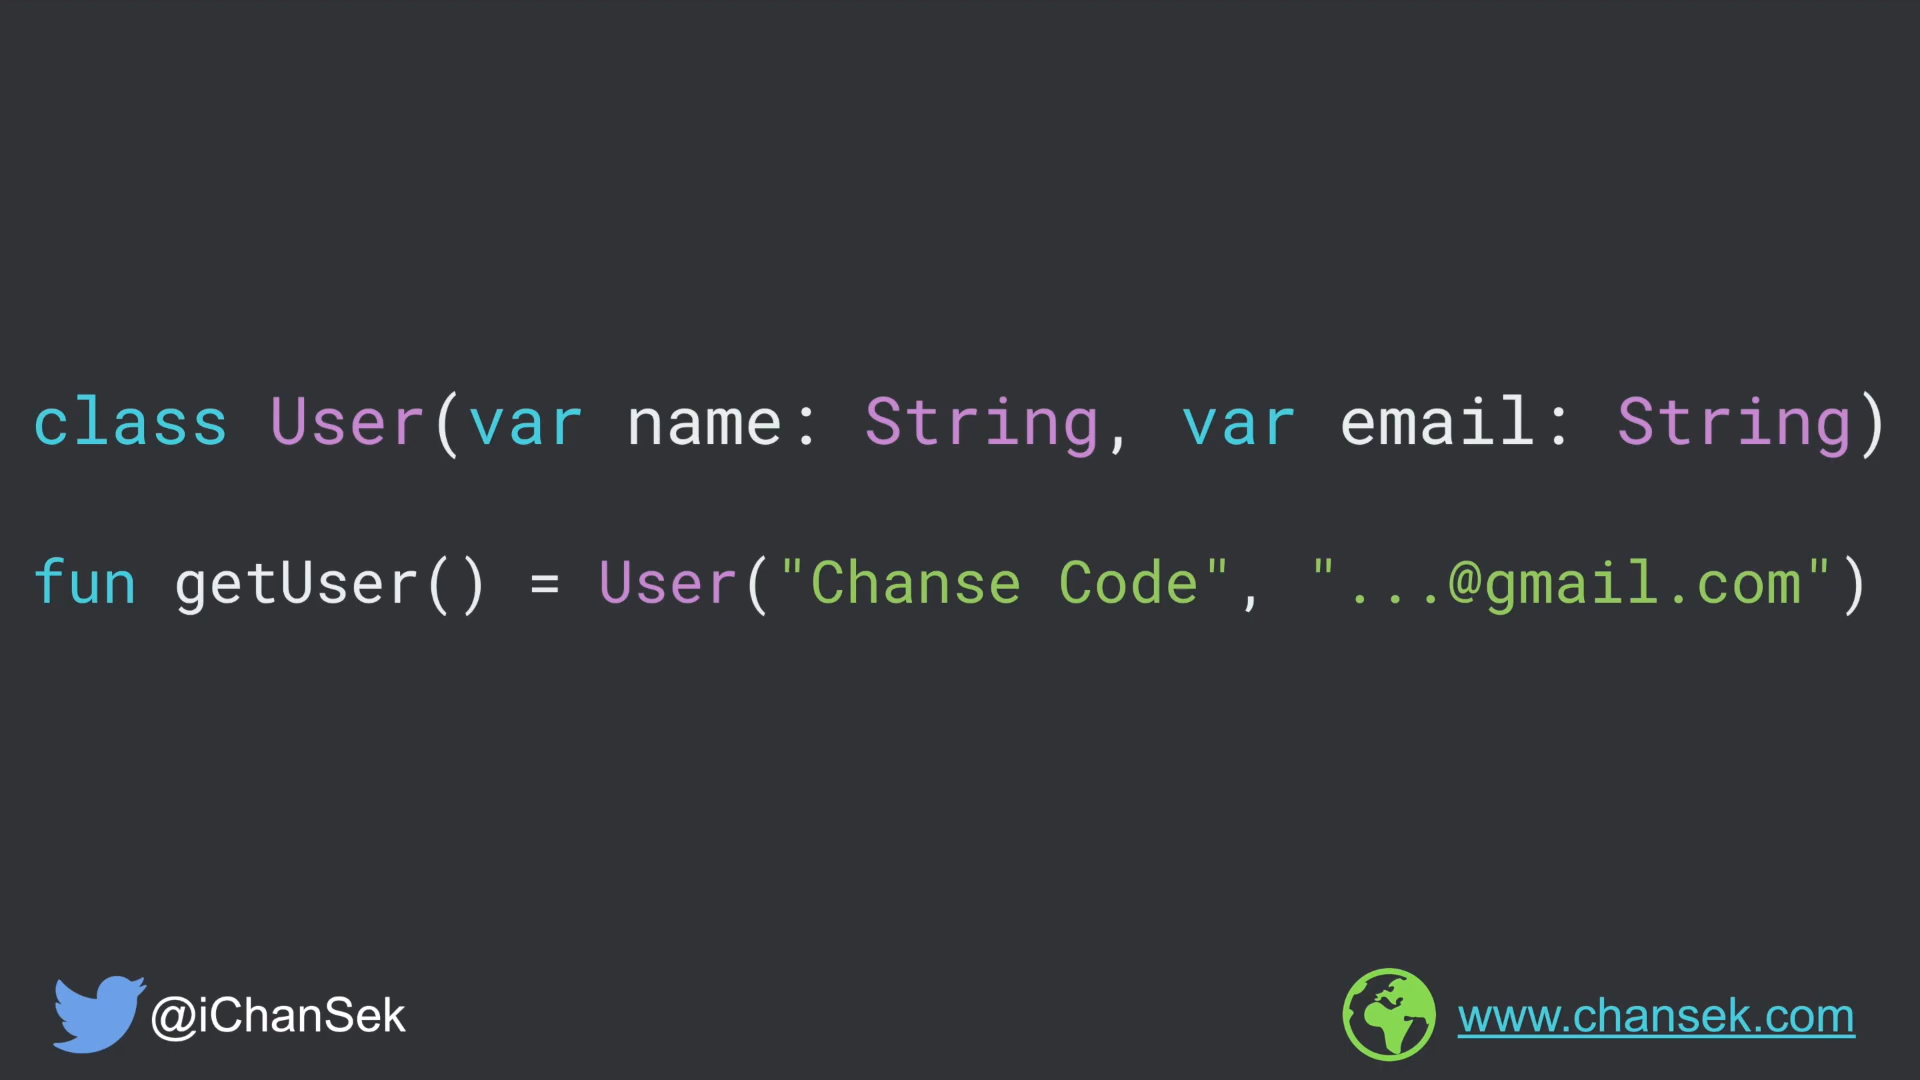 class User(var name: String, var email: String)
fun getUser() = User("Chanse Code", "...@gmail.com")
@iChanSek
www.chansek.com